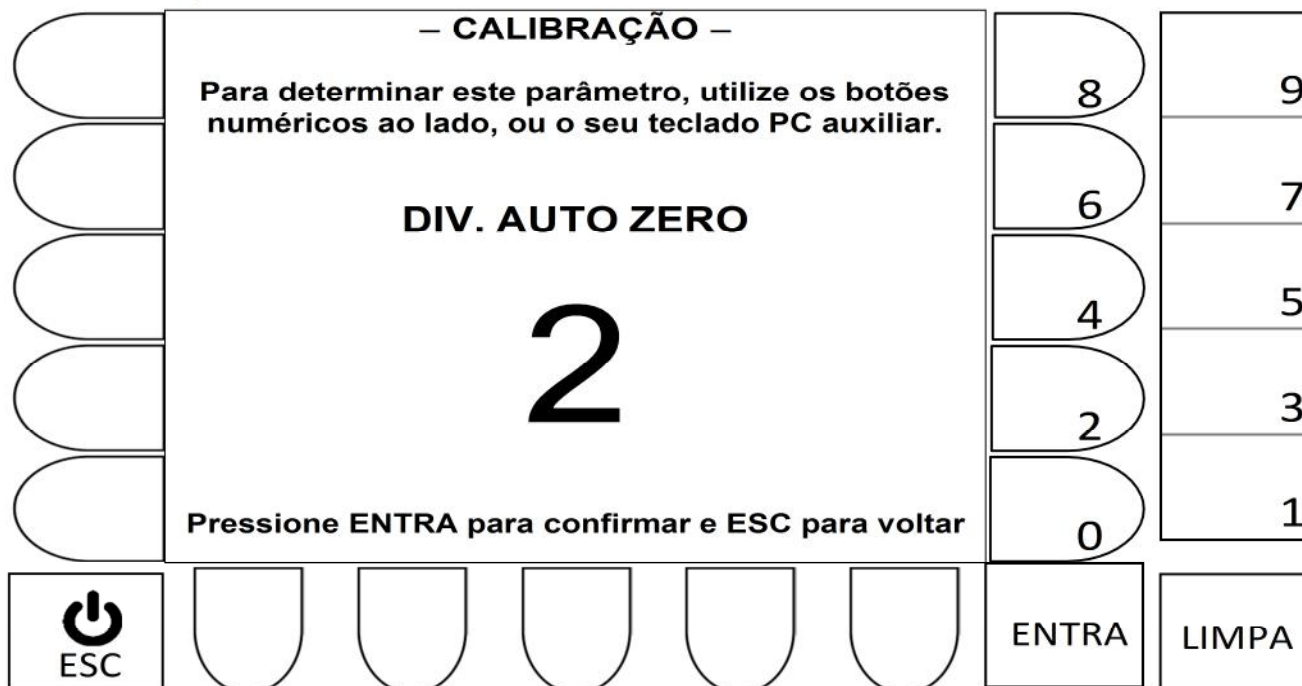 – CALIBRAÇÃO –
Para determinar este parâmetro, utilize os botões
numéricos ao lado, ou o seu teclado PC auxiliar.
DIV. AUTO ZERO
2
Pressione ENTRA para confirmar e ESC para voltar
8
9
6
7
4
5
2
3
0
1
ESC
ENTRA
LIMPA